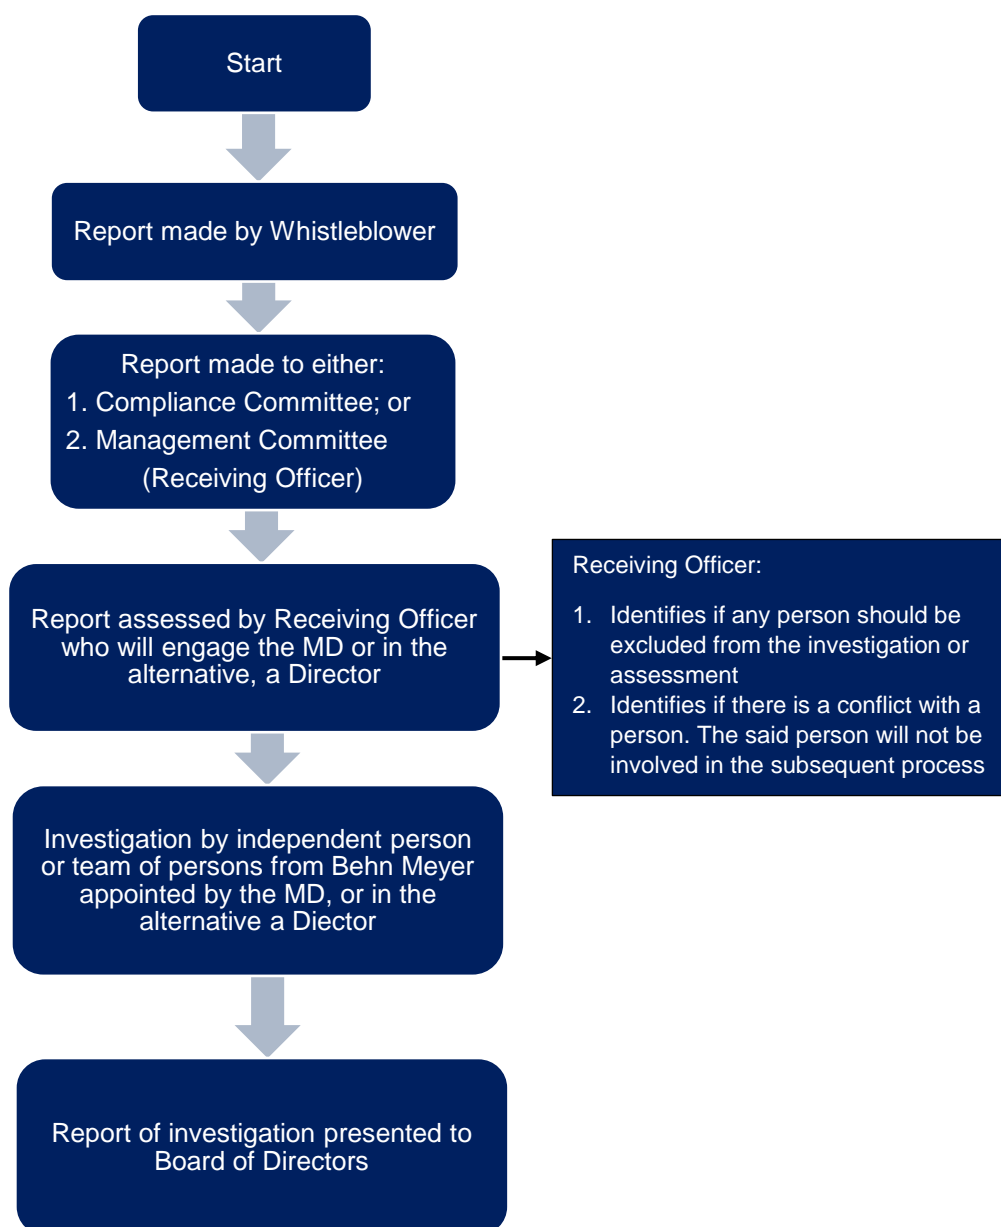 Start
Report made by Whistleblower
Report made to either:
1. Compliance Committee; or
2. Management Committee
(Receiving Officer)
Report assessed by Receiving Officer
who will engage the MD or in the
alternative, a Director
Receiving Officer:
1. Identifies if any person should be
excluded from the investigation or
assessment
2. Identifies if there is a conflict with a
person. The said person will not be
involved in the subsequent process
Investigation by independent person
or team of persons from Behn Meyer
appointed by the MD, or in the
alternative a Diector
Report of investigation presented to
Board of Directors